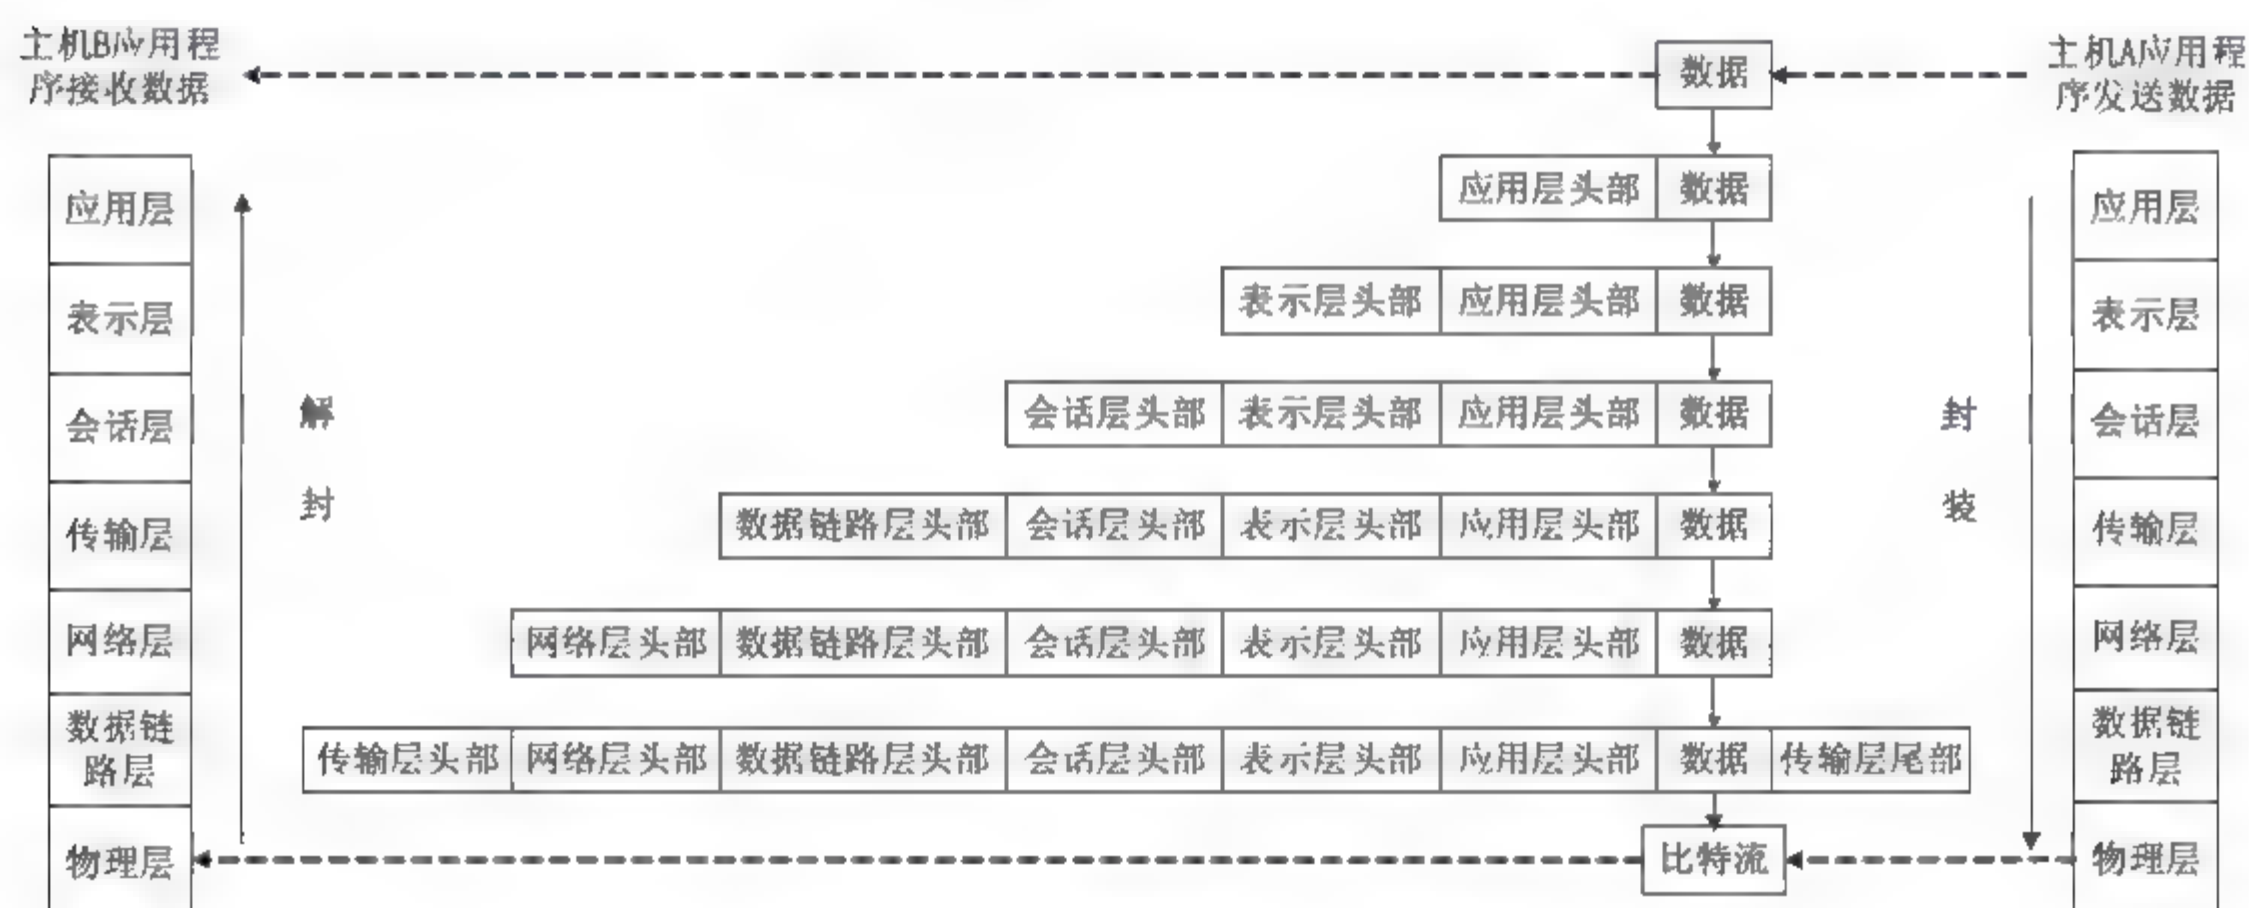 主机B应用程
序接收数据
数据
主机A应用程
序发送数据
应用层
应用层头部 数据
应用层
表示层
表示层头部 应用层头部 数据
表示层
会话层
解
会话层头部 表示层头部 应用层头部 数据
封
会话层
传输层
封
数据链路层头部 会话层头部 表示层头部 应用层头部 数据
装
传输层
网络层
网络层头部 数据链路层头部 会话层头部 表示层头部 应用层头部 数据
网络层
数据链
路层
传输层头部 网络层头部 数据链路层头部 会话层头部 表示层头部 应用层头部 数据 传输层尾部
数据链
路层
物理层
比特流
物理层